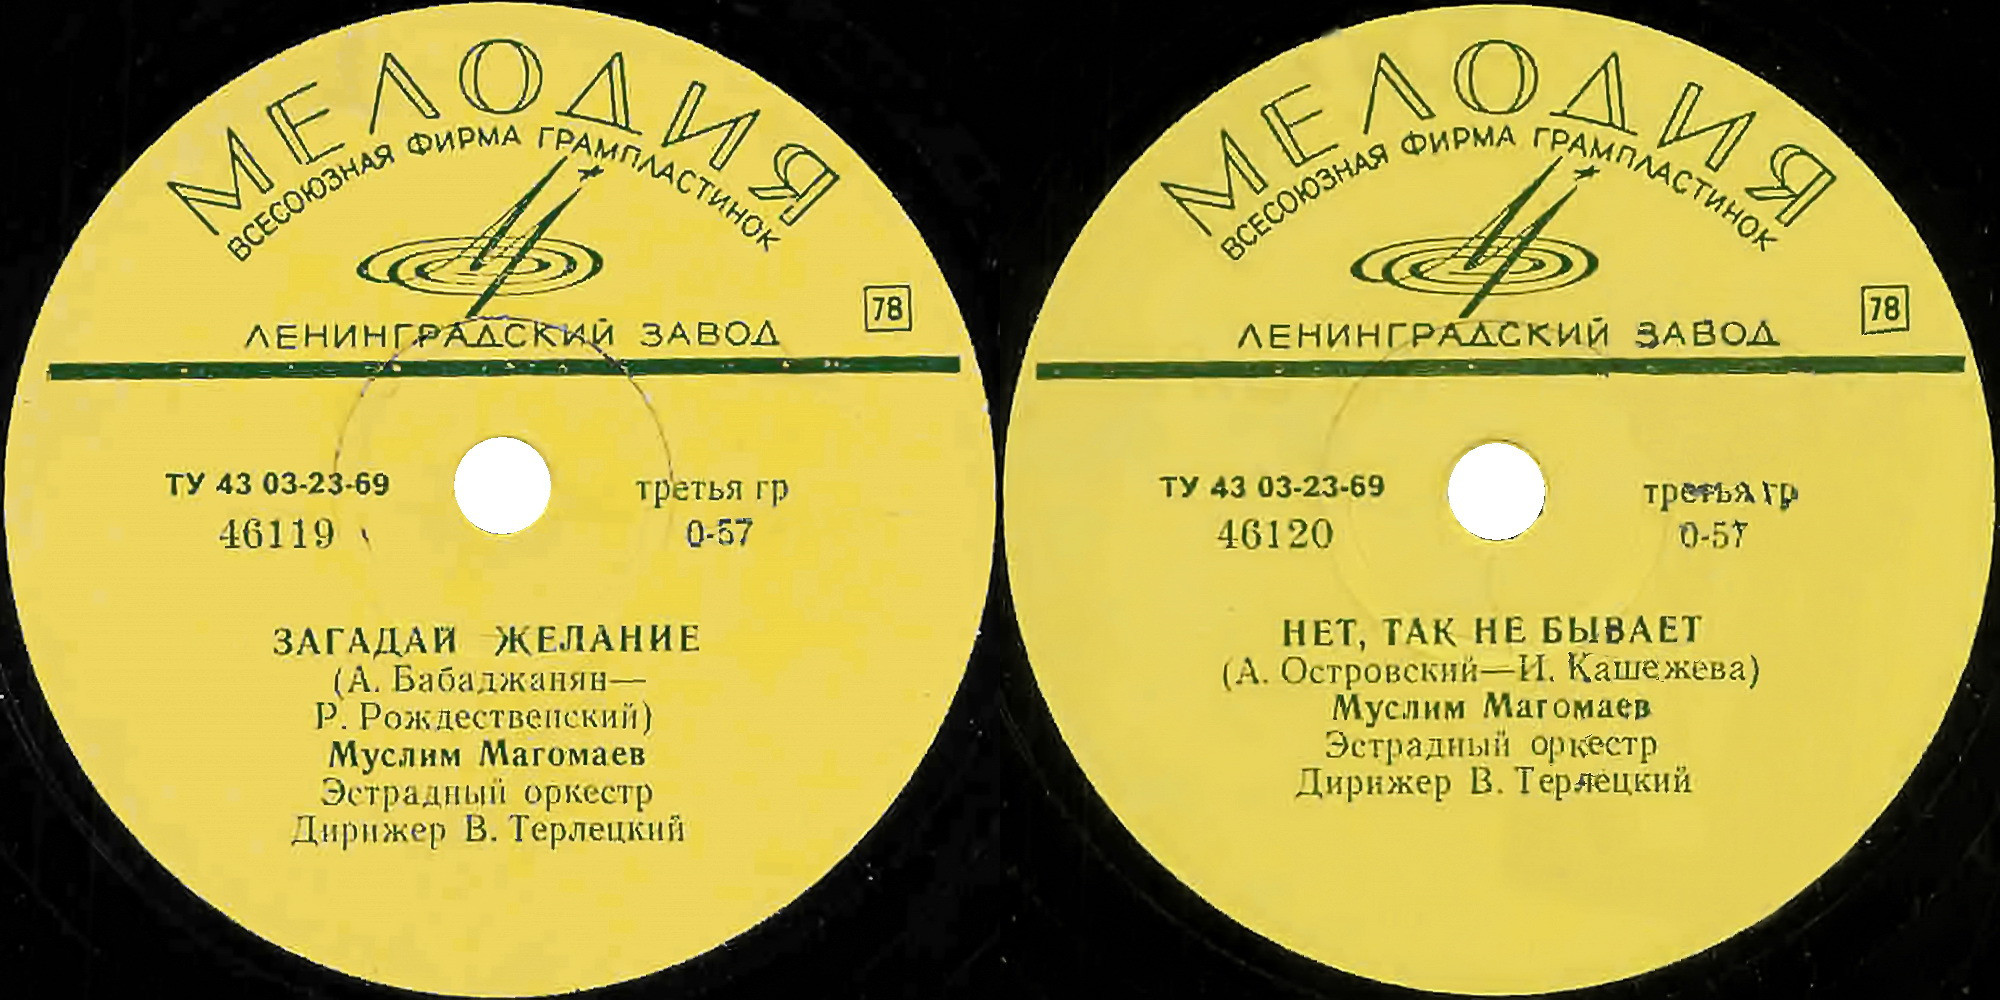 МЕЛОДИЯ
ВСЕСОЮЗНАЯ ФИРМА ГРАМПЛАСТИНОК
78
ЛЕНИНГРАДСКИЙ ЗАВОД
ТУ 43 03-23-69
третья гр
46119
0-57
ЗАГАДАЙ ЖЕЛАНИЕ
(А. Бабаджанян—
Р. Рождественский)
Муслим Магомаев
Эстрадный оркестр
Дирижер В. Терлецкий
МЕЛОДИЯ
ВСЕСОЮЗНАЯ ФИРМА ГРАМПЛАСТИНОК
78
ЛЕНИНГРАДСКИЙ ЗАВОД
ТУ 43 03-23-69
третья гр
46120
0-57
НЕТ, ТАК НЕ БЫВАЕТ
(А. Островский—И. Кашежева)
Муслим Магомаев
Эстрадный оркестр
Дирижер В. Терлецкий